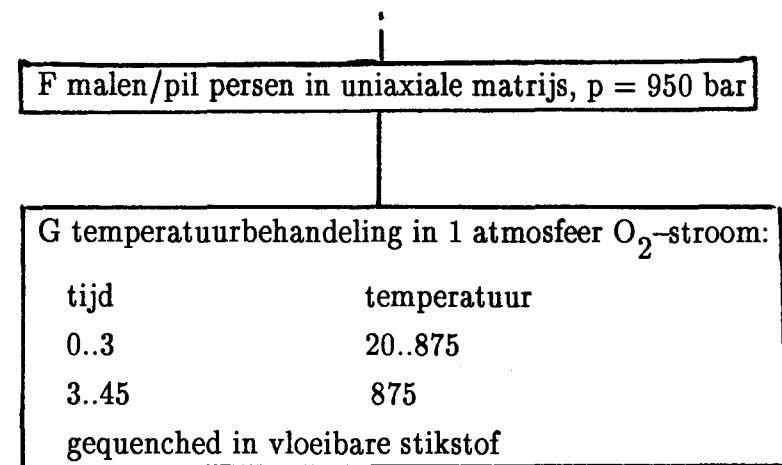 F malen/pil persen in uniaxiale matrijs, p = 950 bar
G temperatuurbehandeling in 1 atmosfeer O₂–stroom:
tijd temperatuur
0..3 20..875
3..45 875
gequenched in vloeibare stikstof